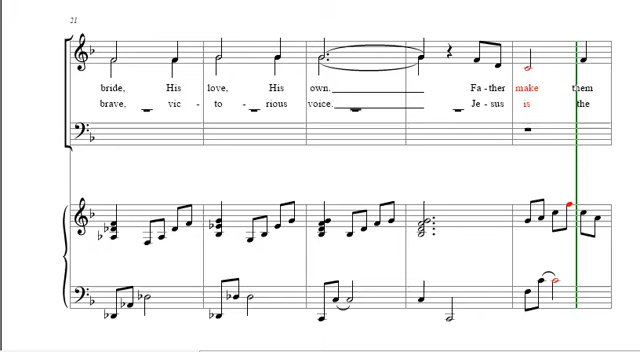 21
bride, His love, His own. Fa - ther make them
brave, vic - to - rious voice. Je - sus is the